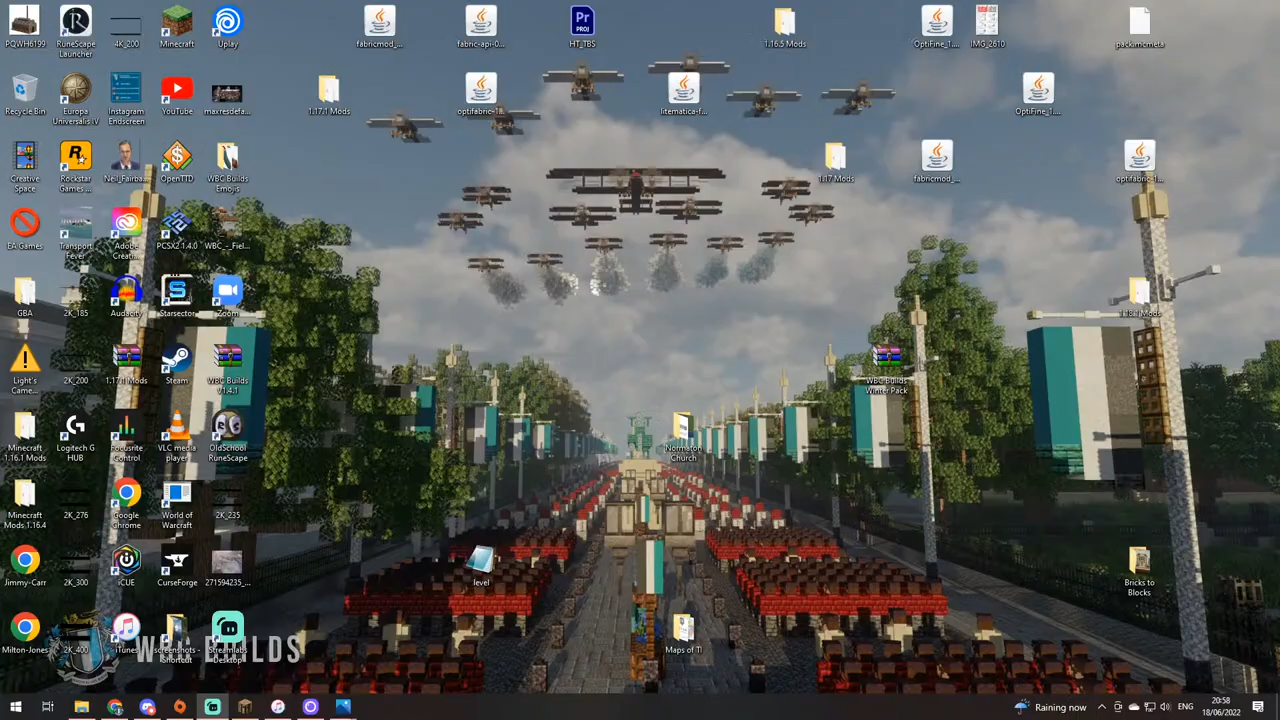 PQWH6199
RuneScape
Launcher
4K_200
Minecraft
Uplay
fabricmod_...
fabric-api-0...
Pr
PROJ
HT_TBS
1.16.5 Mods
OptiFine_1....
IMG_2610
packmcmeta
Recycle Bin
Europa
Universalis IV
Instagram
Endscreen
YouTube
maxresdefa...
1.17.1 Mods
optifabric-1....
litematica-f...
OptiFine_1....
Creative
Space
Rockstar
Games ...
Neil_Fairba...
OpenTTD
WBC Builds
Emojis
1.17 Mods
fabricmod_...
optifabric-1...
EA Games
Transport
Fever
Adobe
Creati...
PCSX2 1.4.0
WBC_-_Fiel...
GBA
2K_185
Audacity
Starsector
Zoom
1.18.1 Mods
Light's
Came...
2K_200
1.17.1 Mods
Steam
WBC Builds
V1.4.1
WBC Builds
Winter Pack
Minecraft
1.16.1 Mods
Logitech G
HUB
Focusrite
Control
VLC media
player
OldSchool
RuneScape
Normanton
Church
Minecraft
Mods 1.16.4
2K_276
Google
Chrome
World of
Warcraft
2K_235
Jimmy-Carr
2K_300
iCUE
CurseForge
271594235_...
level
Bricks to
Blocks
Milton-Jones
2K_400
iTunes
screenshots -
Shortcut
Streamlabs
Desktop
Maps of TI
WBC BUILDS
Raining now
ENG
20:58
18/06/2022